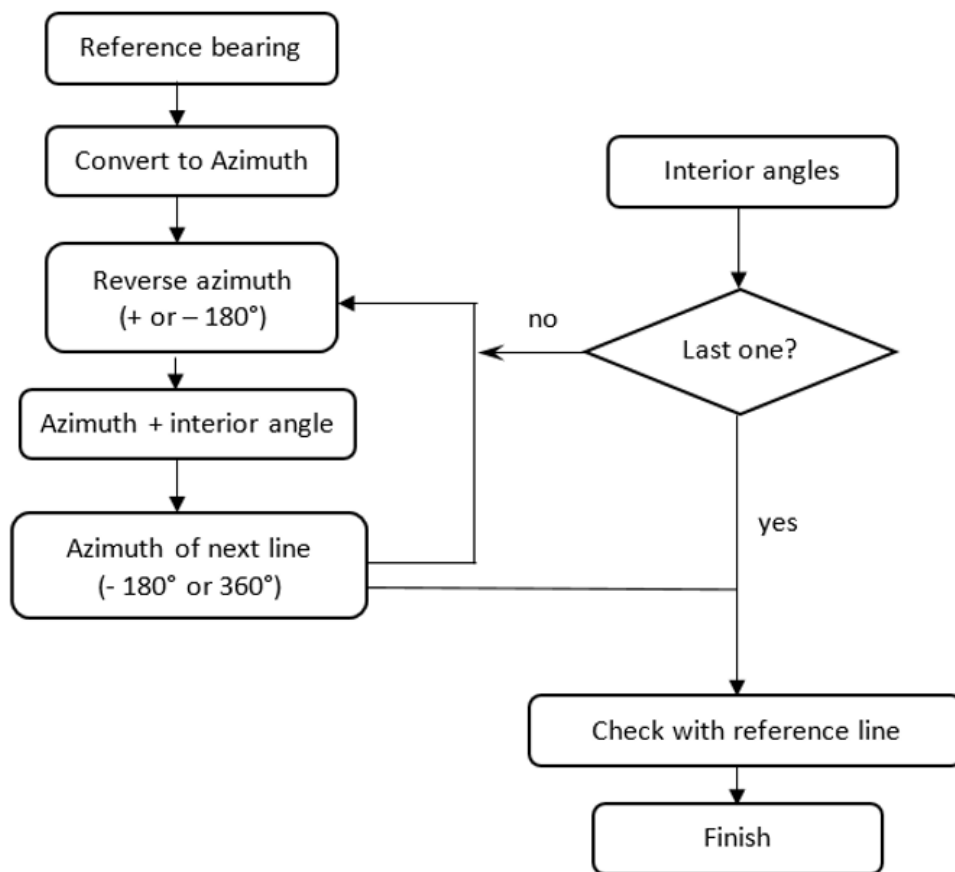 Reference bearing
Convert to Azimuth
Interior angles
Reverse azimuth
(+ or – 180°)
no
Last one?
Azimuth + interior angle
yes
Azimuth of next line
(- 180° or 360°)
Check with reference line
Finish